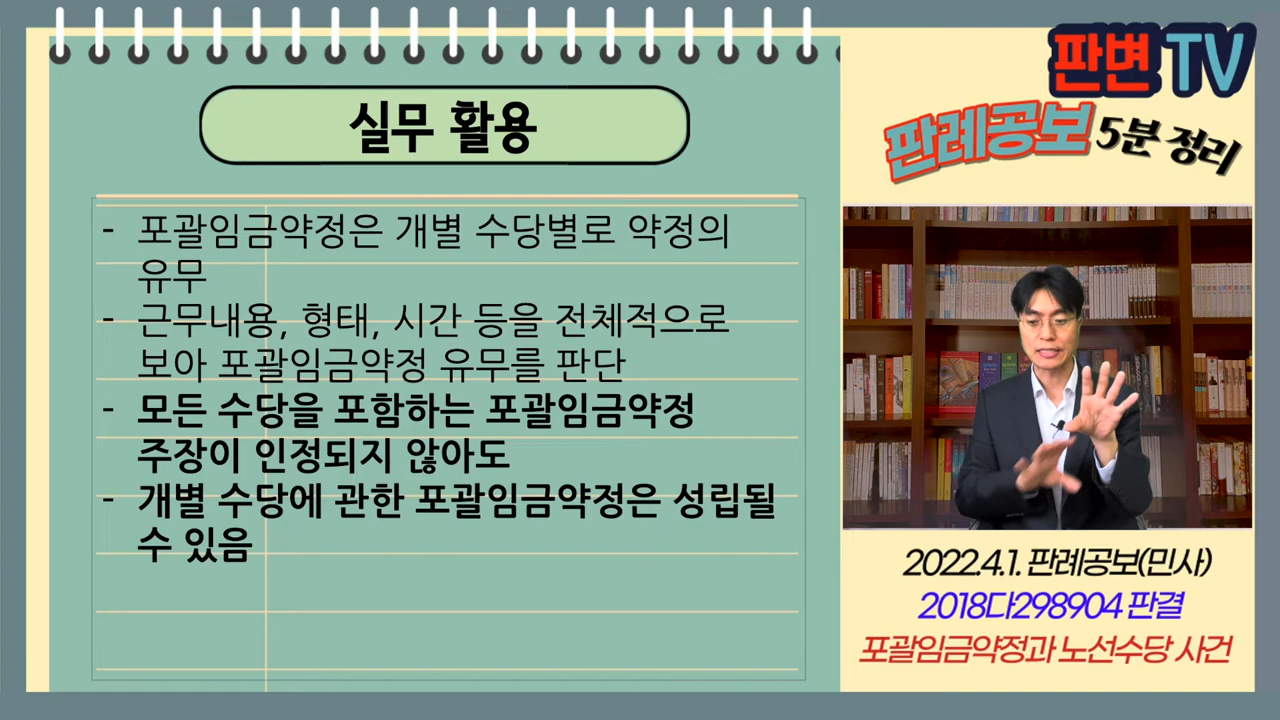 실무 활용
- 포괄임금약정은 개별 수당별로 약정의
유무
- 근무내용, 형태, 시간 등을 전체적으로
보아 포괄임금약정 유무를 판단
- 모든 수당을 포함하는 포괄임금약정
주장이 인정되지 않아도
- 개별 수당에 관한 포괄임금약정은 성립될
수 있음
판변 TV
판례공보 5분 정리
2022.4.1. 판례공보(민사)
2018다298904 판결
포괄임금약정과 노선수당 사건